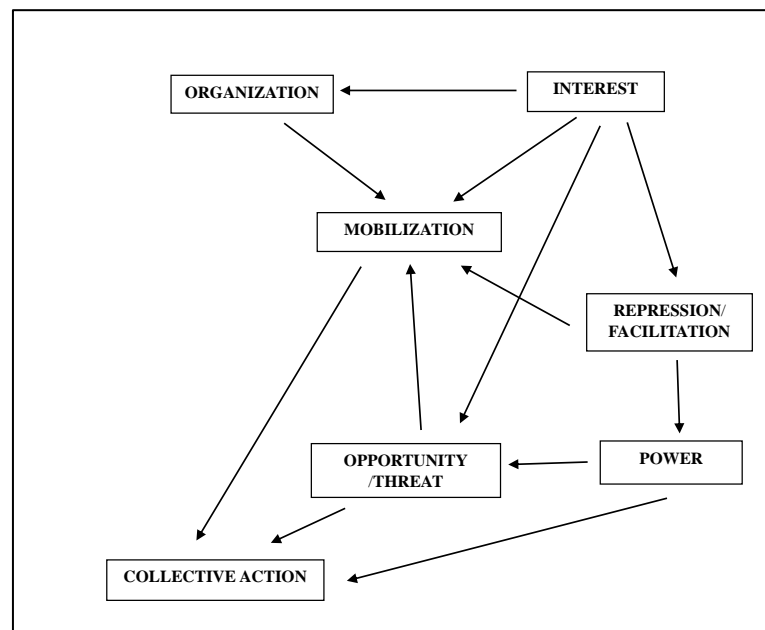 ORGANIZATION
INTEREST
MOBILIZATION
REPRESSION/
FACILITATION
OPPORTUNITY
/THREAT
POWER
COLLECTIVE ACTION